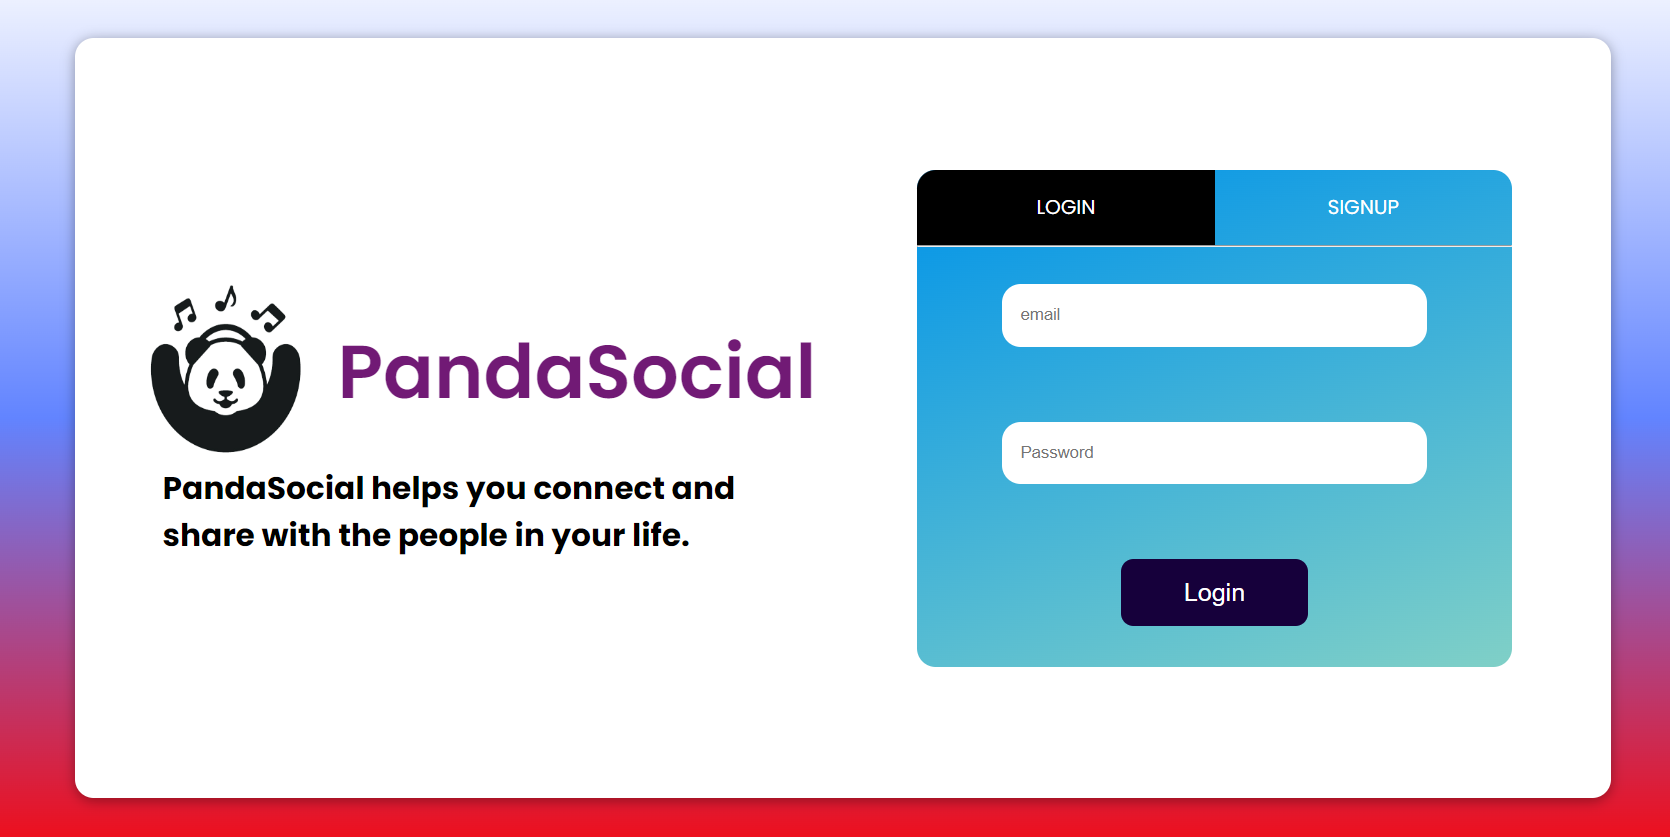 PandaSocial
PandaSocial helps you connect and
share with the people in your life.
LOGIN
SIGNUP
email
Password
Login